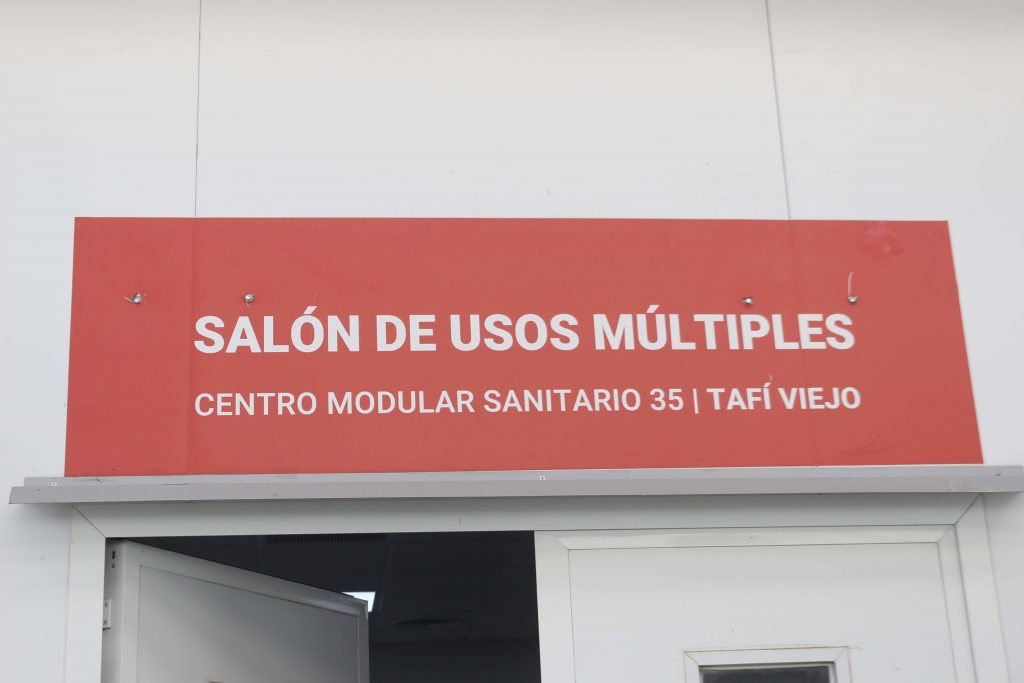 SALÓN DE USOS MÚLTIPLES
CENTRO MODULAR SANITARIO 35 | TAFÍ VIEJO